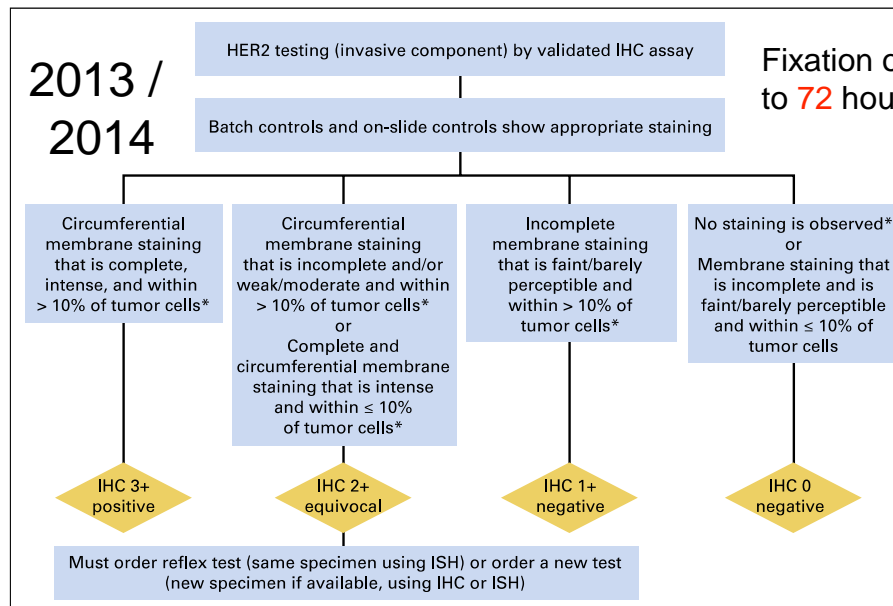 2013 /
2014
HER2 testing (invasive component) by validated IHC assay
Fixation
to 72
Batch controls and on-slide controls show appropriate staining
Circumferential
membrane staining
that is complete,
intense, and within
> 10% of tumor cells*
Circumferential
membrane staining
that is incomplete and/or
weak/moderate and within
> 10% of tumor cells*
or
Complete and
circumferential membrane
staining that is intense
and within ≤ 10%
of tumor cells*
Incomplete
membrane staining
that is faint/barely
perceptible and
within > 10% of
tumor cells*
No staining is observed*
or
Membrane staining that
is incomplete and is
faint/barely perceptible
and within ≤ 10% of
tumor cells
IHC 3+
positive
IHC 2+
equivocal
IHC 1+
negative
IHC 0
negative
Must order reflex test (same specimen using ISH) or order a new test
(new specimen if available, using IHC or ISH)